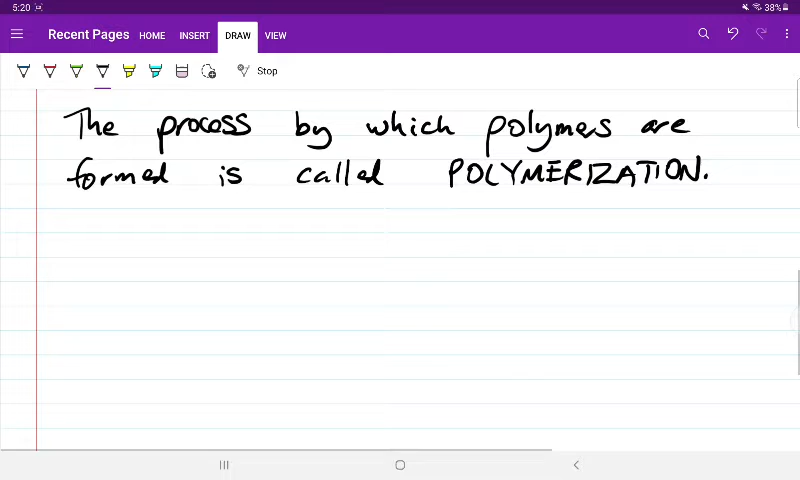 5:20 38%
Recent Pages HOME INSERT DRAW VIEW
Stop
The process by which polymers are
formed is called POLYMERIZATION.